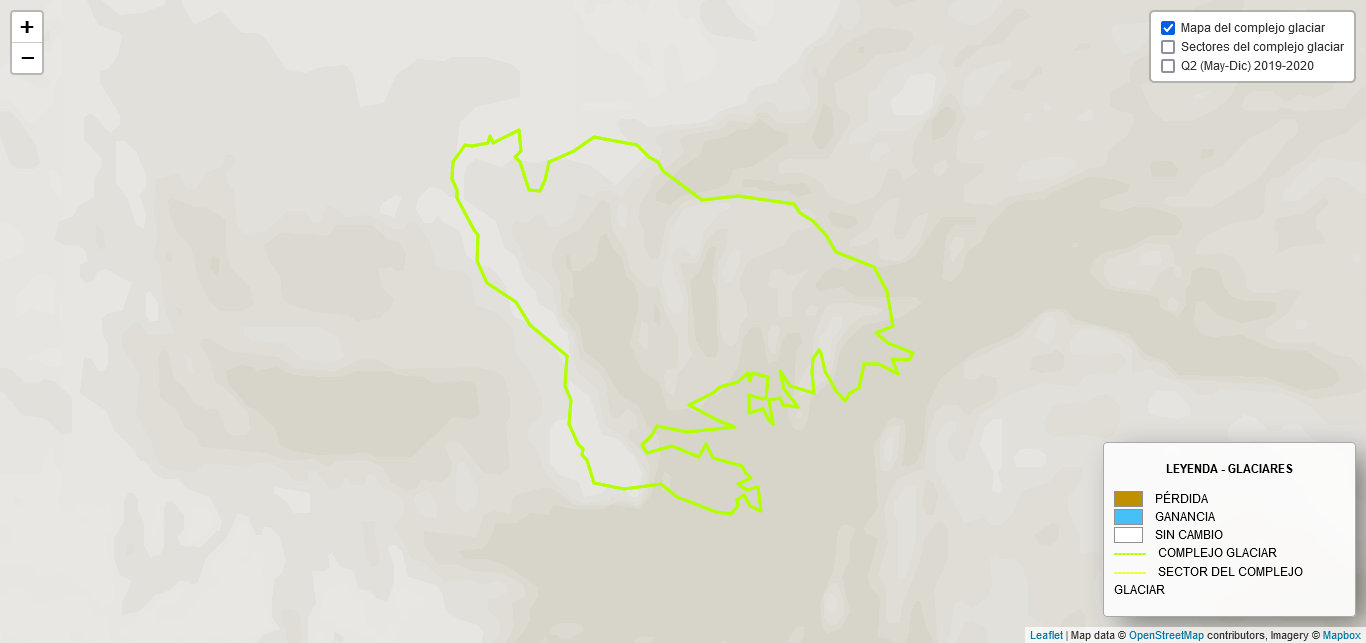 +
−
Mapa del complejo glaciar
Sectores del complejo glaciar
Q2 (May-Dic) 2019-2020
LEYENDA - GLACIARES
PÉRDIDA
GANANCIA
SIN CAMBIO
COMPLEJO GLACIAR
SECTOR DEL COMPLEJO
GLACIAR
Leaflet | Map data © OpenStreetMap contributors, Imagery © Mapbox